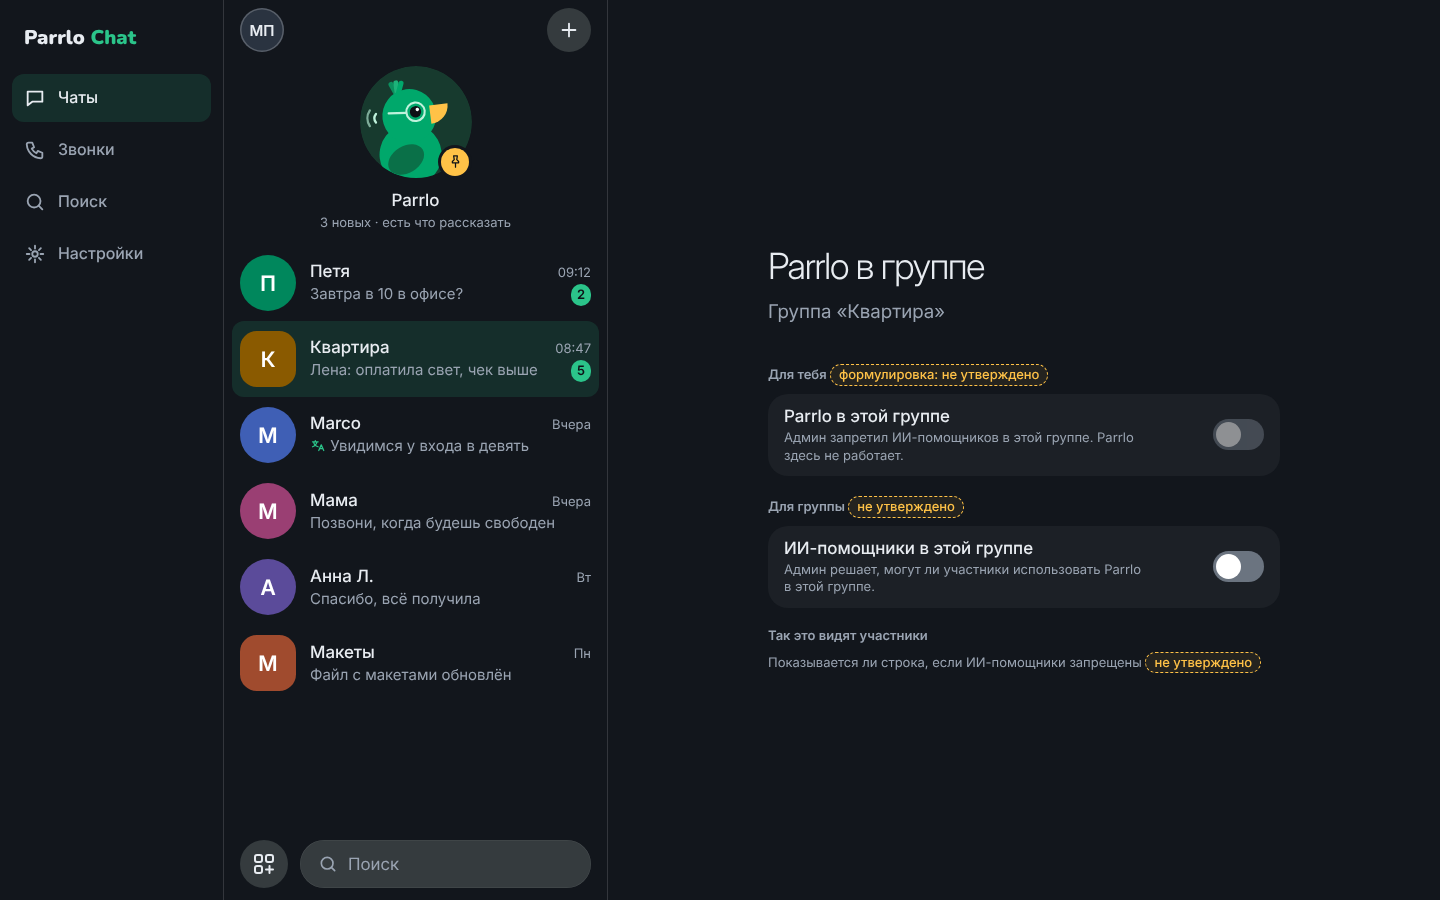 Parrlo Chat
Чаты
Звонки
Поиск
Настройки
МП
Parrlo
3 новых · есть что рассказать
П
Петя
09:12
Завтра в 10 в офисе?
2
К
Квартира
08:47
Лена: оплатила свет, чек выше
5
M
Marco
Вчера
Увидимся у входа в девять
М
Мама
Вчера
Позвони, когда будешь свободен
А
Анна Л.
Вт
Спасибо, всё получила
М
Макеты
Пн
Файл с макетами обновлён
Поиск
Parrlo в группе
Группа «Квартира»
Для тебя формулировка: не утверждено
Parrlo в этой группе
Админ запретил ИИ-помощников в этой группе. Parrlo
здесь не работает.
Для группы не утверждено
ИИ-помощники в этой группе
Админ решает, могут ли участники использовать Parrlo
в этой группе.
Так это видят участники
Показывается ли строка, если ИИ-помощники запрещены не утверждено